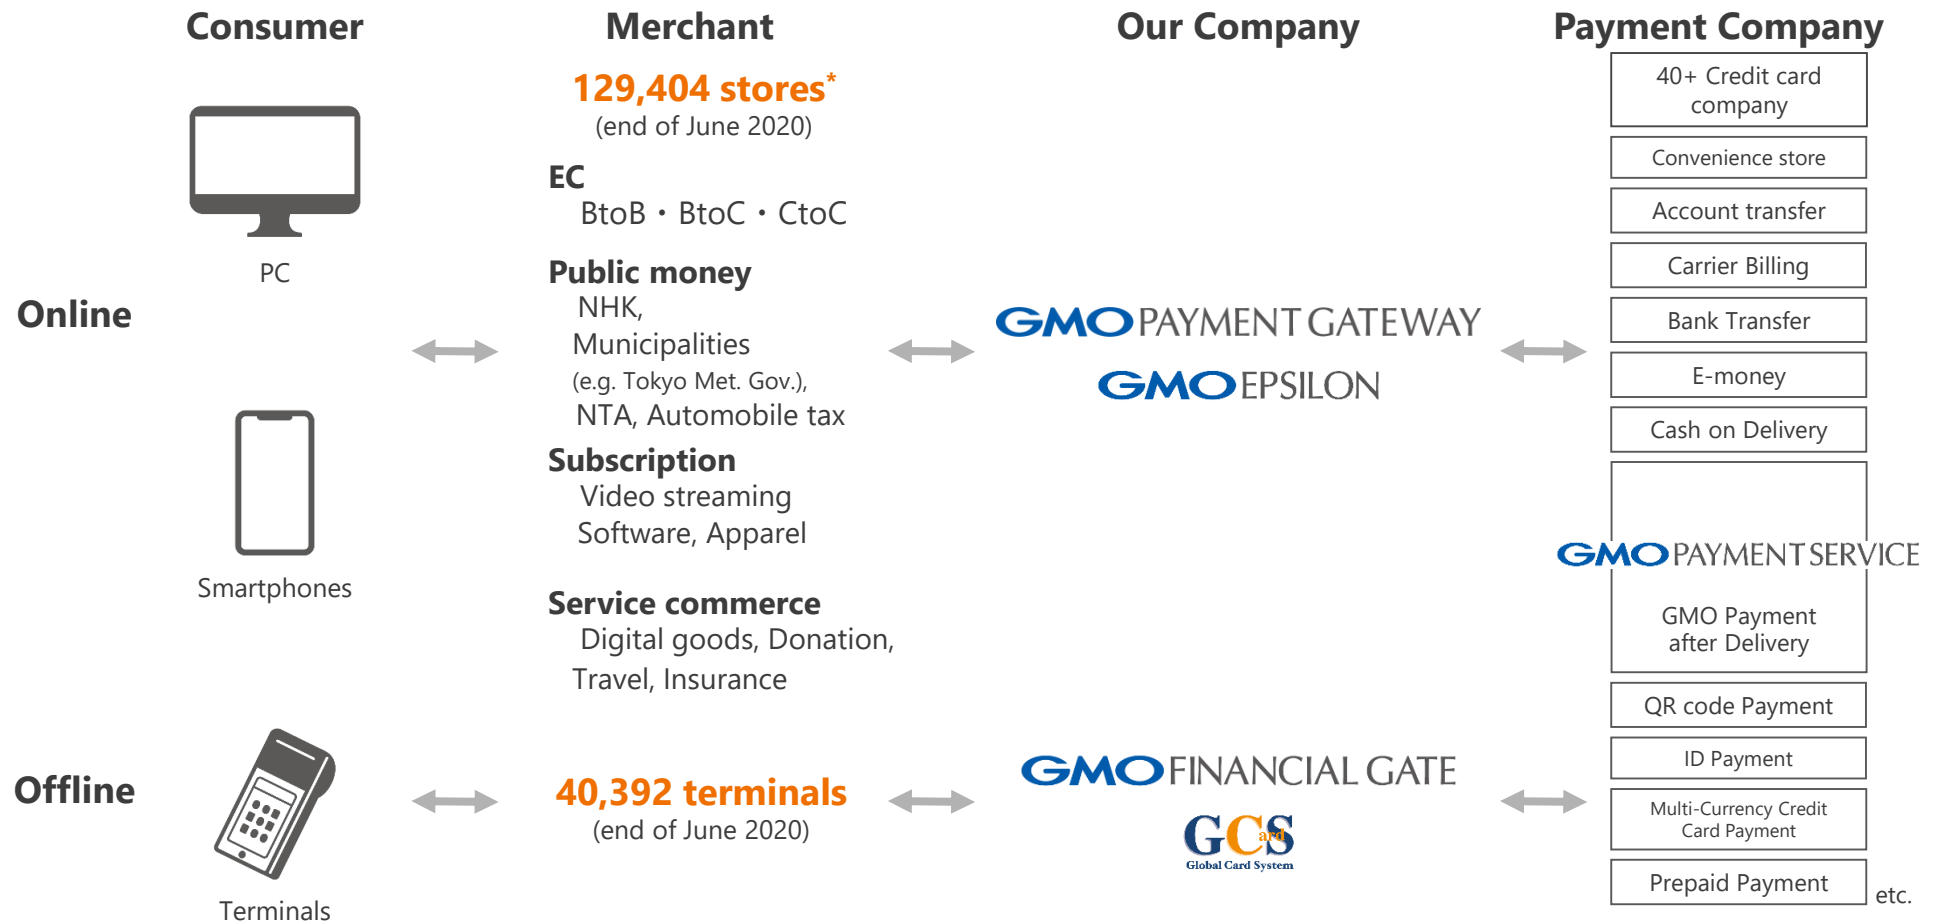 Consumer
Merchant
Our Company
Payment Company
129,404 stores*
(end of June 2020)
EC
BtoB・BtoC・CtoC
Public money
NHK,
Municipalities
(e.g. Tokyo Met. Gov.),
NTA, Automobile tax
Subscription
Video streaming
Software, Apparel
Service commerce
Digital goods, Donation,
Travel, Insurance
Online
PC
Smartphones
GMO PAYMENT GATEWAY
GMO EPSILON
40+ Credit card
company
Convenience store
Account transfer
Carrier Billing
Bank Transfer
E-money
Cash on Delivery
GMO PAYMENT SERVICE
GMO Payment
after Delivery
QR code Payment
ID Payment
Multi-Currency Credit
Card Payment
Prepaid Payment
etc.
Offline
Terminals
40,392 terminals
(end of June 2020)
GMO FINANCIAL GATE
GCardS
Global Card System